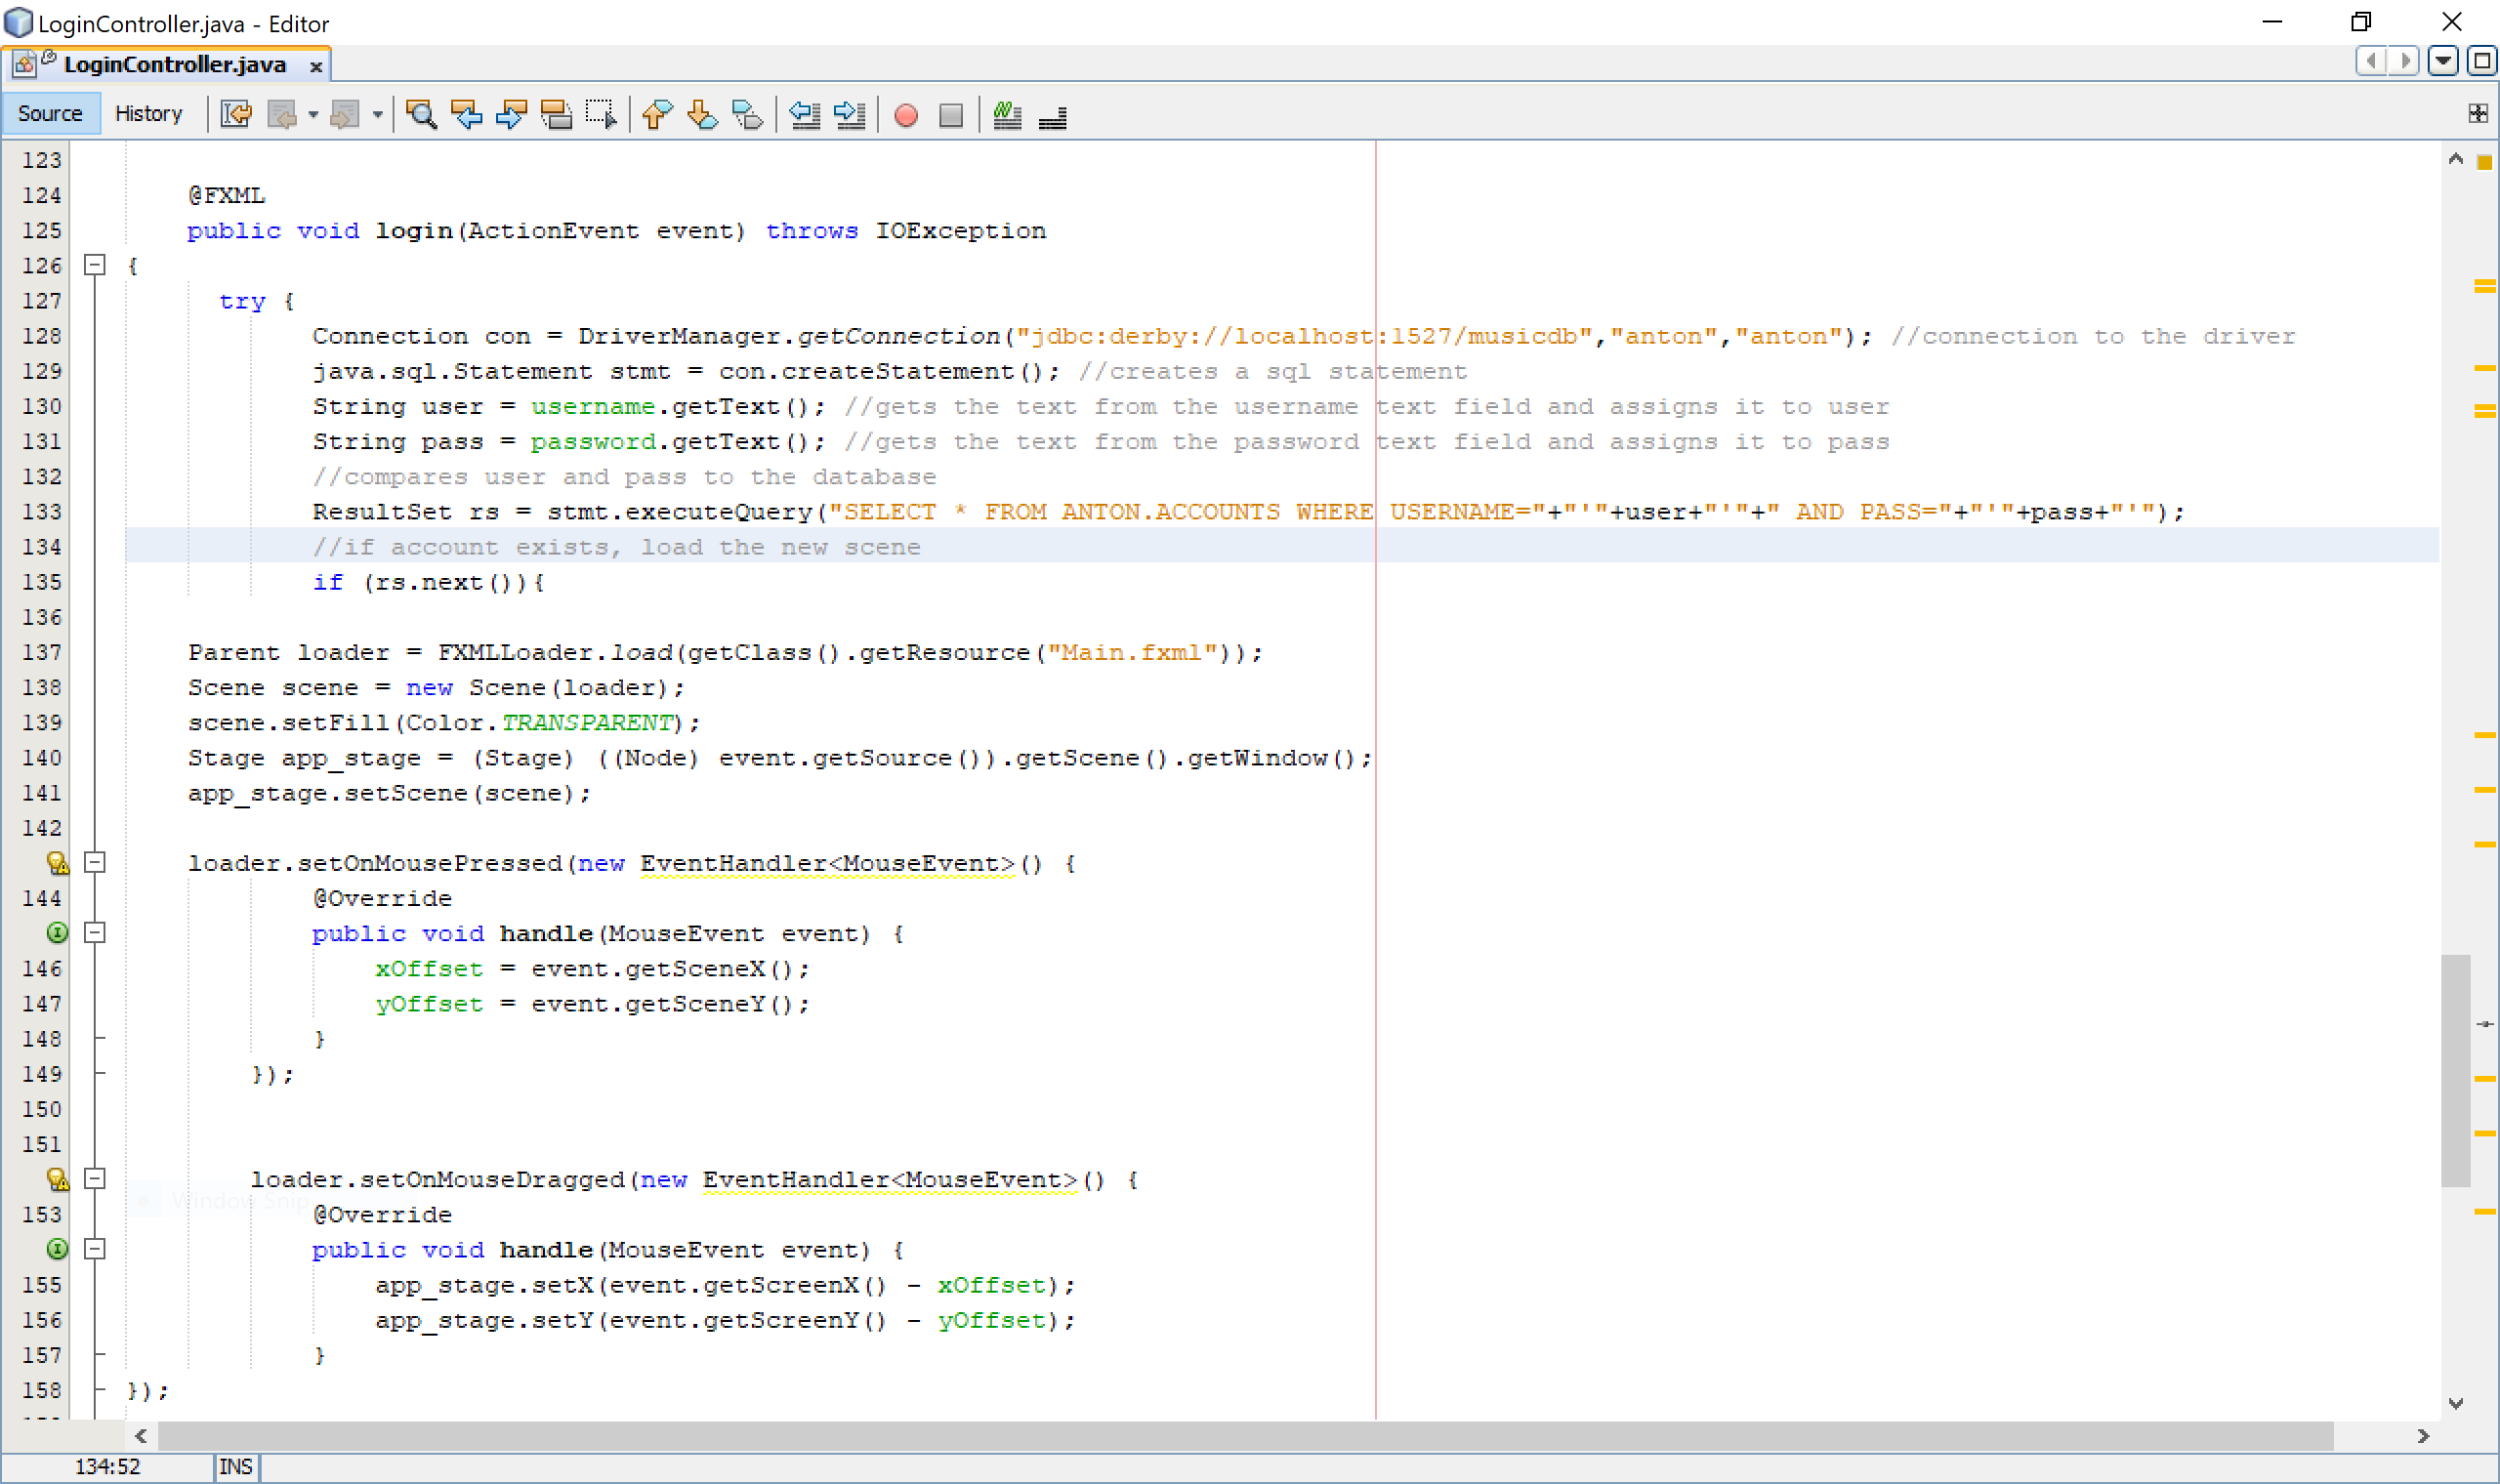 LoginController.java - Editor
LoginController.java
Source History
123
124 @FXML
125 public void login(ActionEvent event) throws IOException
126 {
127 try {
128 Connection con = DriverManager.getConnection("jdbc:derby://localhost:1527/musicdb","anton","anton"); //connection to the driver
129 java.sql.Statement stmt = con.createStatement(); //creates a sql statement
130 String user = username.getText(); //gets the text from the username text field and assigns it to user
131 String pass = password.getText(); //gets the text from the password text field and assigns it to pass
132 //compares user and pass to the database
133 ResultSet rs = stmt.executeQuery("SELECT * FROM ANTON.ACCOUNTS WHERE USERNAME="+"'"+user+"'"+" AND PASS="+"'"+pass+"'");
134 //if account exists, load the new scene
135 if (rs.next()){
136
137 Parent loader = FXMLLoader.load(getClass().getResource("Main.fxml"));
138 Scene scene = new Scene(loader);
139 scene.setFill(Color.TRANSPARENT);
140 Stage app_stage = (Stage) ((Node) event.getSource()).getScene().getWindow();
141 app_stage.setScene(scene);
142
loader.setOnMousePressed(new EventHandler<MouseEvent>() {
144 @Override
public void handle(MouseEvent event) {
146 xOffset = event.getSceneX();
147 yOffset = event.getSceneY();
148 }
149 });
150
151
loader.setOnMouseDragged(new EventHandler<MouseEvent>() {
Window Snip
153 @Override
public void handle(MouseEvent event) {
155 app_stage.setX(event.getScreenX() - xOffset);
156 app_stage.setY(event.getScreenY() - yOffset);
157 }
158 });
134:52 INS